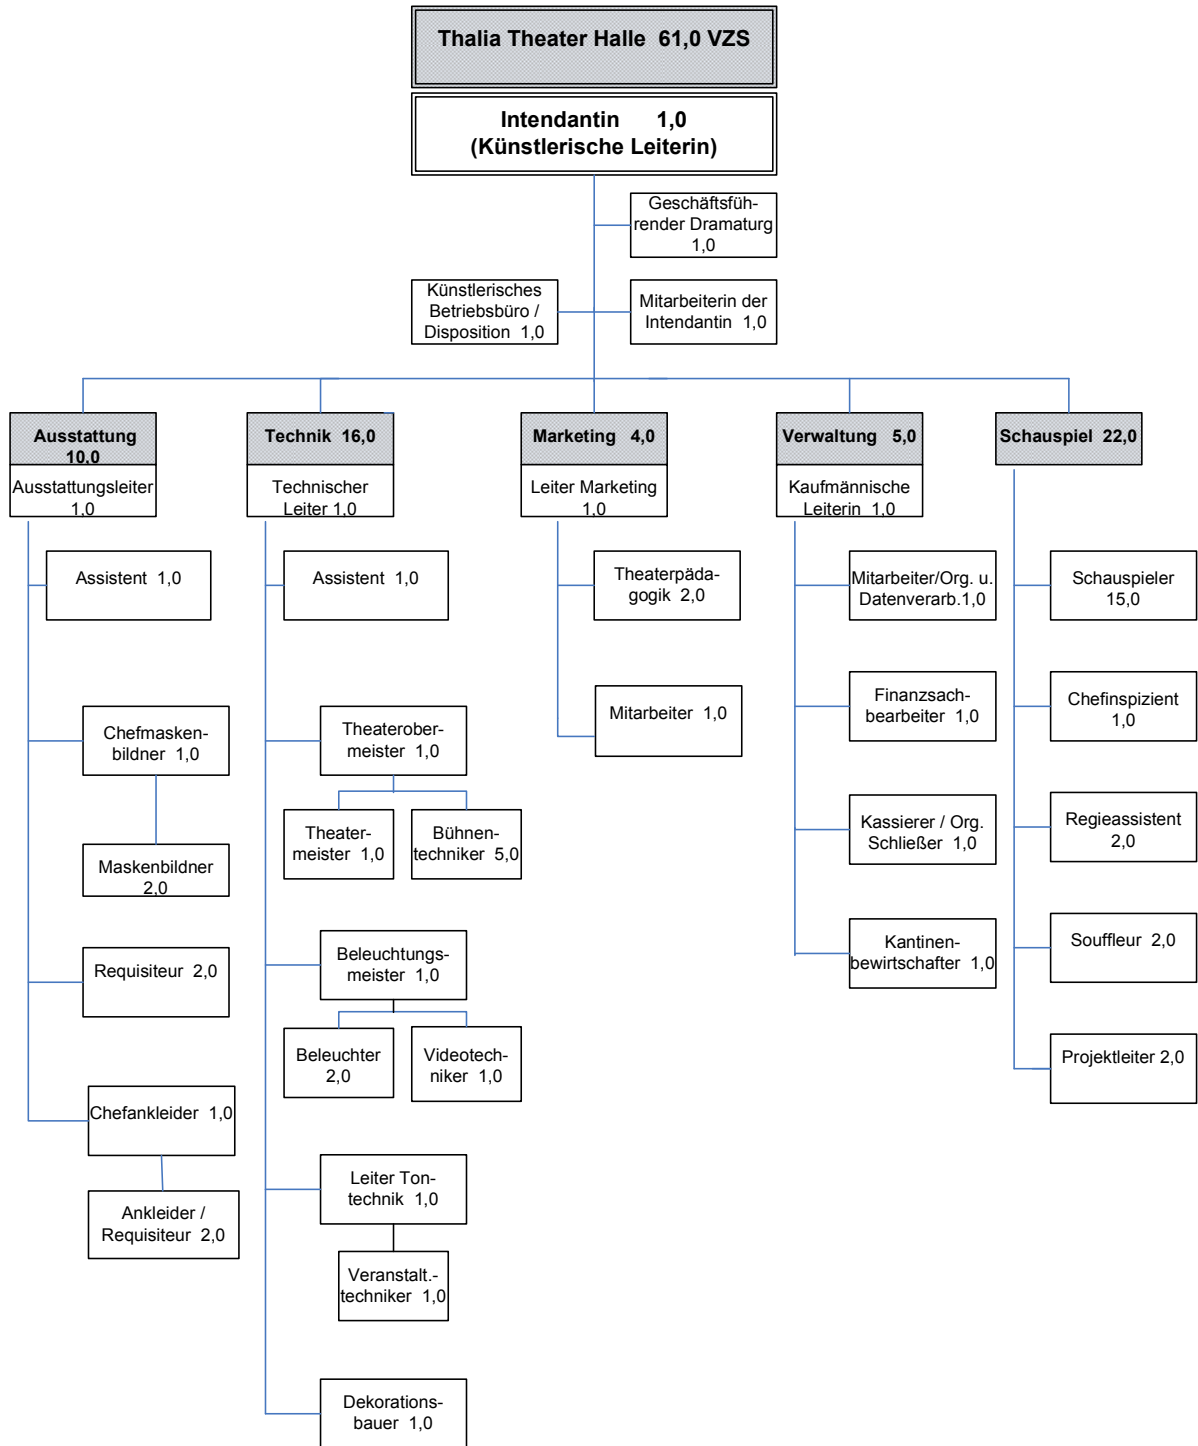 Thalia Theater Halle 61,0 VZS
Intendantin 1,0
(Künstlerische Leiterin)
Geschäftsfüh-
render Dramaturg
1,0
Künstlerisches
Betriebsbüro /
Disposition 1,0
Mitarbeiterin der
Intendantin 1,0
Ausstattung
10,0
Ausstattungsleiter
1,0
Assistent 1,0
Chefmasken-
bildner 1,0
Maskenbildner
2,0
Requisiteur 2,0
Chefankleider 1,0
Ankleider /
Requisiteur 2,0
Technik 16,0
Technischer
Leiter 1,0
Assistent 1,0
Theaterober-
meister 1,0
Theater-
meister 1,0
Bühnen-
techniker 5,0
Beleuchtungs-
meister 1,0
Beleuchter
2,0
Videotech-
niker 1,0
Leiter Ton-
technik 1,0
Veranstalt.-
techniker 1,0
Dekorations-
bauer 1,0
Marketing 4,0
Leiter Marketing
1,0
Theaterpäda-
gogik 2,0
Mitarbeiter 1,0
Verwaltung 5,0
Kaufmännische
Leiterin 1,0
Mitarbeiter/Org. u.
Datenverarb.1,0
Finanzsach-
bearbeiter 1,0
Kassierer / Org.
Schließer 1,0
Kantinen-
bewirtschafter 1,0
Schauspiel 22,0
Schauspieler
15,0
Chefinspizient
1,0
Regieassistent
2,0
Souffleur 2,0
Projektleiter 2,0